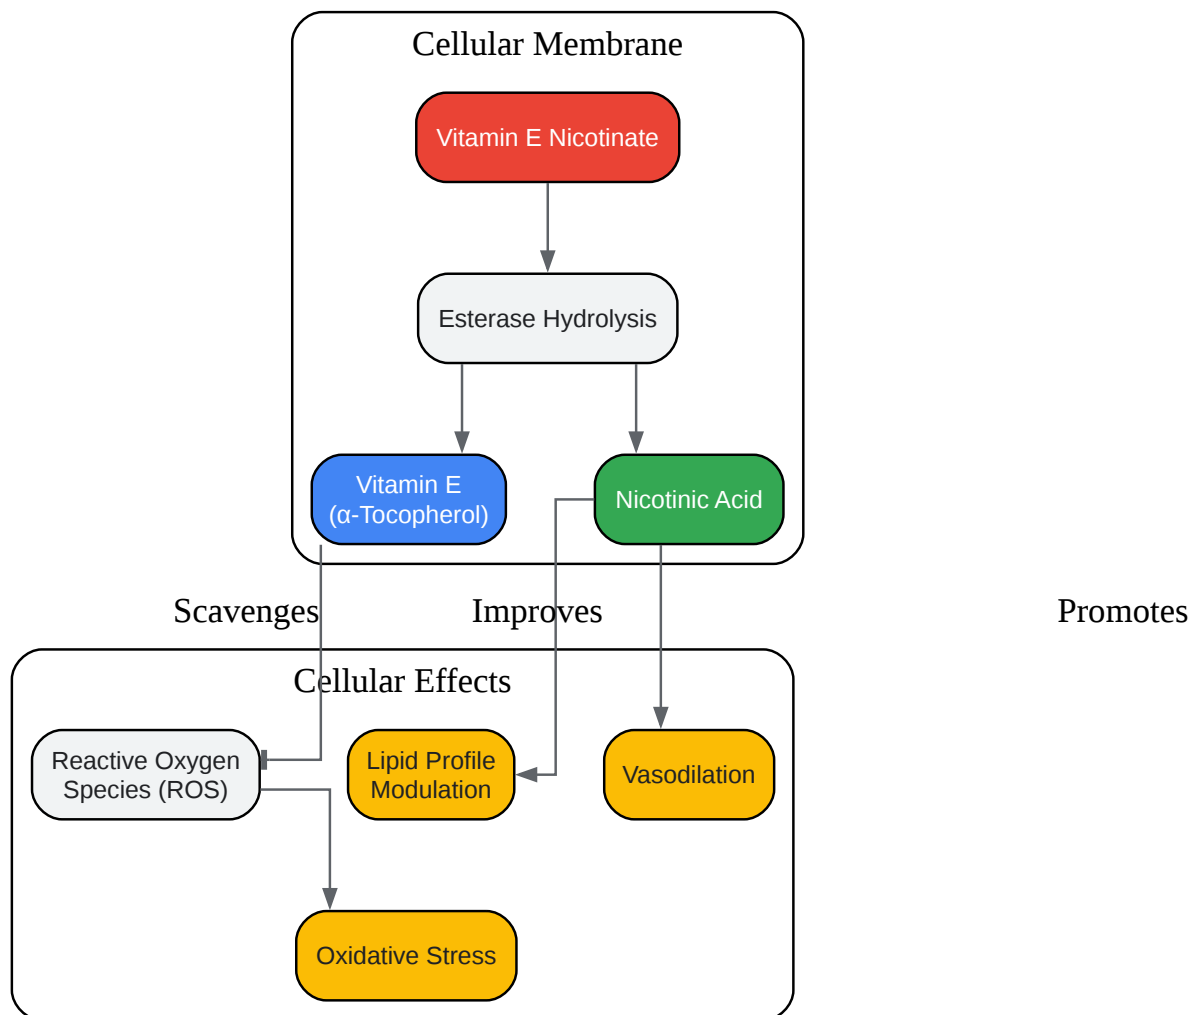 Cellular Membrane
Vitamin E Nicotinate
Esterase Hydrolysis
Vitamin E
(α-Tocopherol)
Nicotinic Acid
Scavenges
Improves
Promotes
Cellular Effects
Reactive Oxygen
Species (ROS)
Lipid Profile
Modulation
Vasodilation
Oxidative Stress